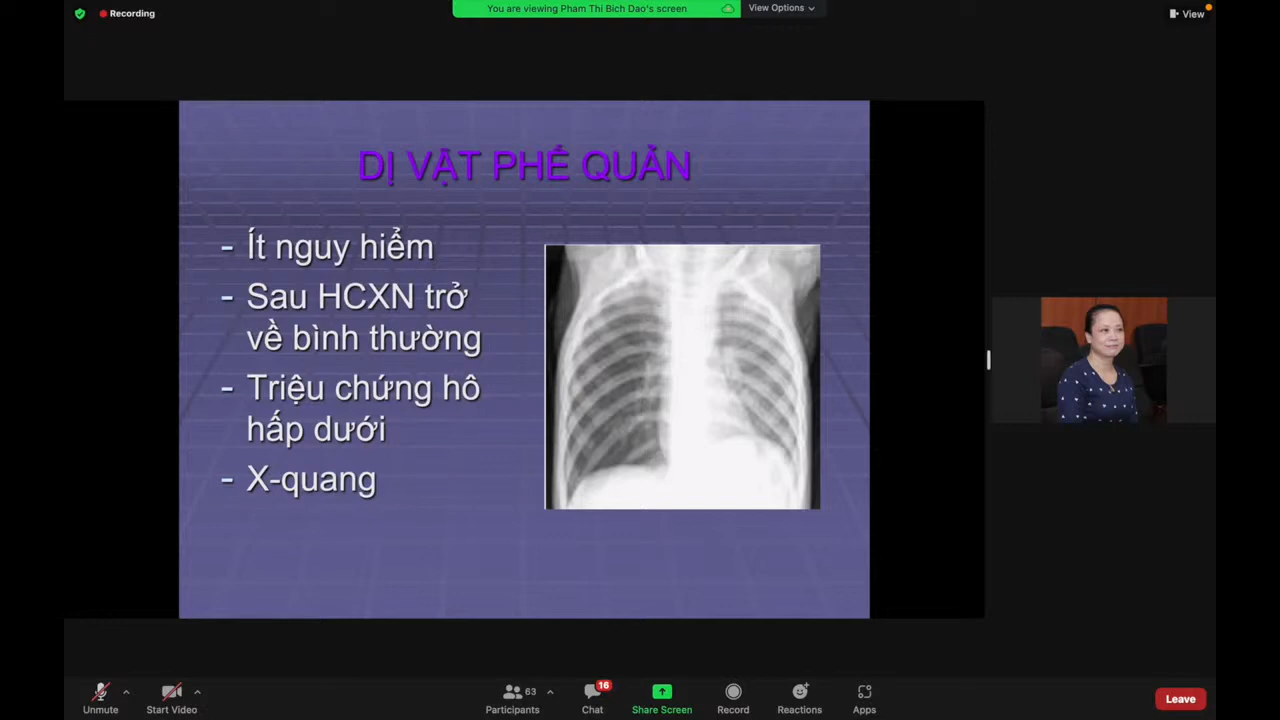 Recording
You are viewing Pham Thi Bich Dao's screen
View Options
View
DỊ VẬT PHẾ QUẢN
- Ít nguy hiểm
- Sau HCXN trở
về bình thường
- Triệu chứng hô
hấp dưới
- X-quang
Unmute
Start Video
63
Participants
16
Chat
Share Screen
Record
Reactions
Apps
Leave